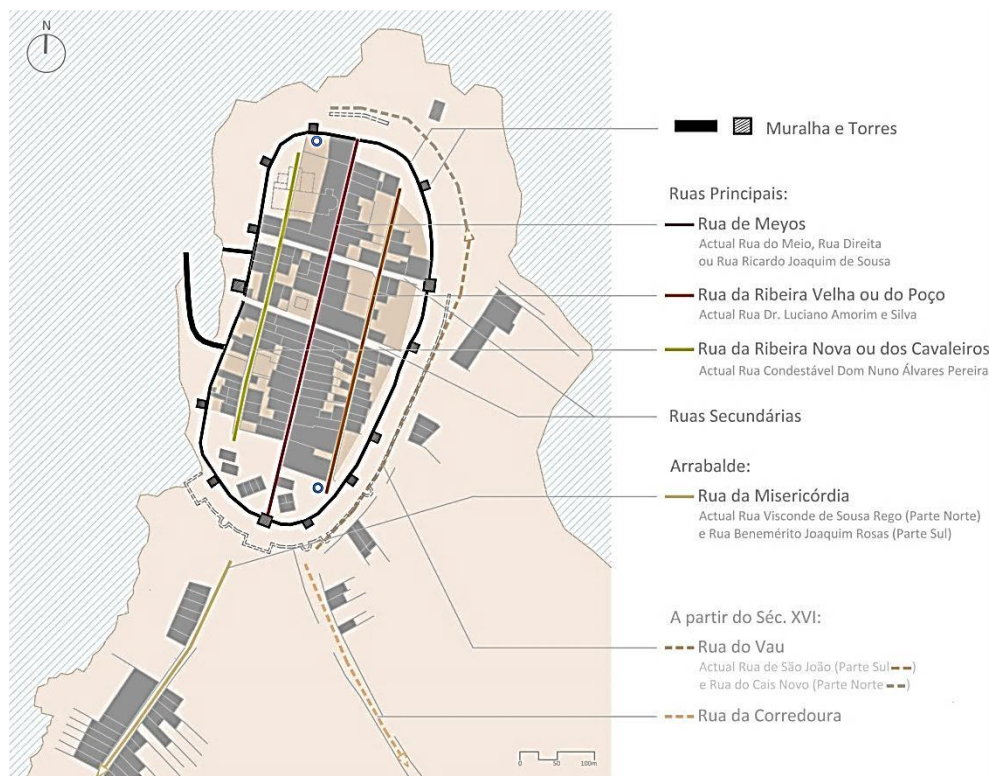 N
Muralha e Torres
Ruas Principais:
Rua de Meyos
Actual Rua do Meio, Rua Direita
ou Rua Ricardo Joaquim de Sousa
Rua da Ribeira Velha ou do Poço
Actual Rua Dr. Luciano Amorim e Silva
Rua da Ribeira Nova ou dos Cavaleiros
Actual Rua Condestável Dom Nuno Álvares Pereira
Ruas Secundárias
Arrabalde:
Rua da Misericórdia
Actual Rua Visconde de Sousa Rego (Parte Norte)
e Rua Benemérito Joaquim Rosas (Parte Sul)
A partir do Séc. XVI:
Rua do Vau
Actual Rua de São João (Parte Sul )
e Rua do Cais Novo (Parte Norte )
Rua da Corredoura
0 50 100m